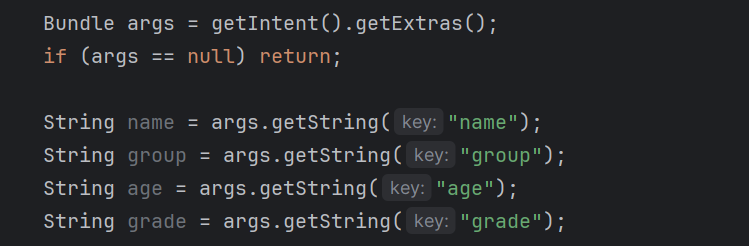 Bundle args = getIntent().getExtras();
if (args == null) return;
String name = args.getString( key: "name");
String group = args.getString( key: "group");
String age = args.getString( key: "age");
String grade = args.getString( key: "grade");